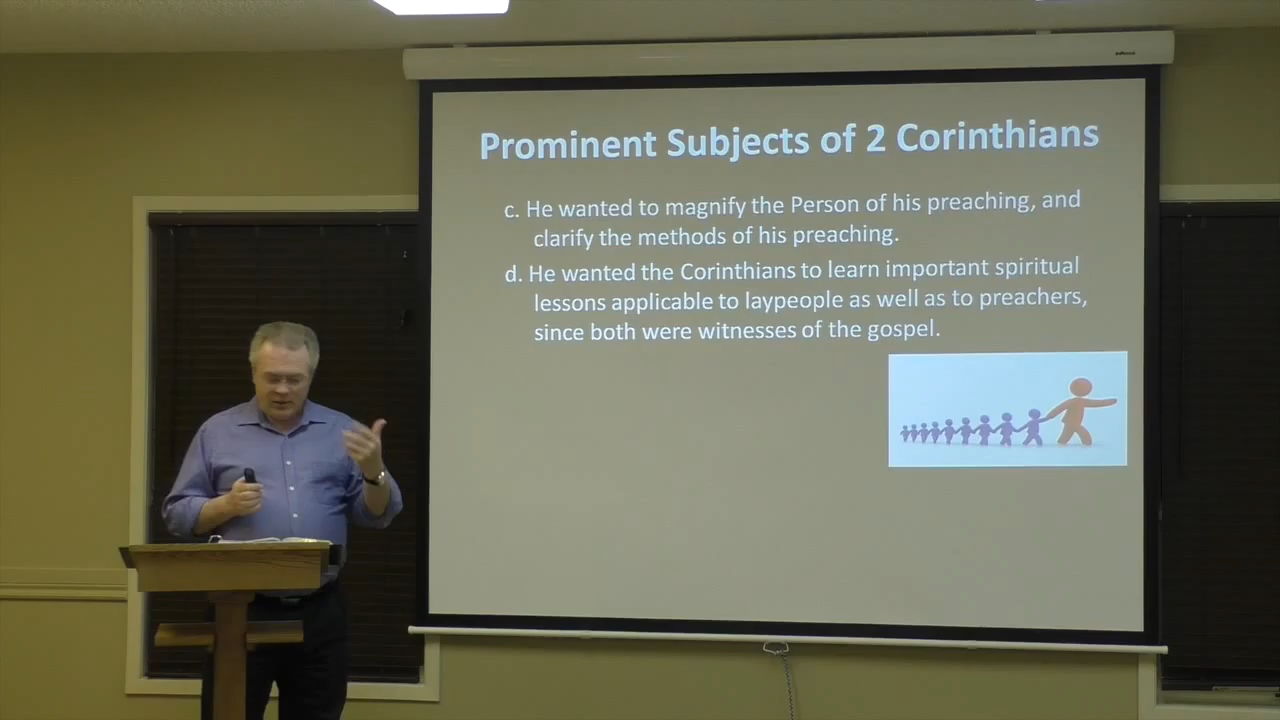 Prominent Subjects of 2 Corinthians
c. He wanted to magnify the Person of his preaching, and
clarify the methods of his preaching.
d. He wanted the Corinthians to learn important spiritual
lessons applicable to laypeople as well as to preachers,
since both were witnesses of the gospel.